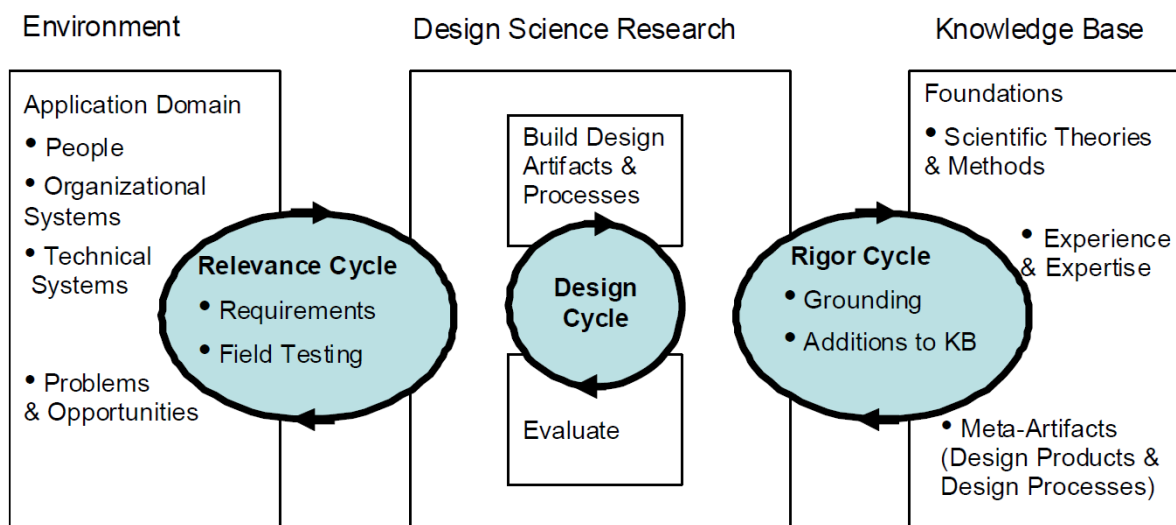 Environment
Design Science Research
Knowledge Base
Application Domain
• People
• Organizational
Systems
• Technical
Systems
• Problems
& Opportunities
Relevance Cycle
• Requirements
• Field Testing
Build Design
Artifacts &
Processes
Design
Cycle
Evaluate
Rigor Cycle
• Grounding
• Additions to KB
Foundations
• Scientific Theories
& Methods
• Experience
& Expertise
• Meta-Artifacts
(Design Products &
Design Processes)